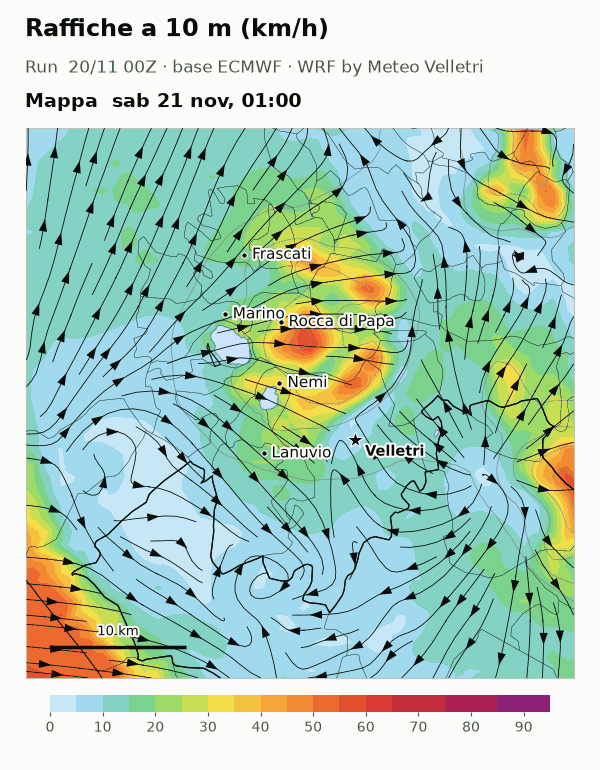 Raffiche a 10 m (km/h)
Run  20/11 00Z · base ECMWF · WRF by Meteo Velletri
Mappa  sab 21 nov, 01:00
Frascati
Marino
Rocca di Papa
Nemi
Velletri
Lanuvio
10 km
0 10 20 30 40 50 60 70 80 90